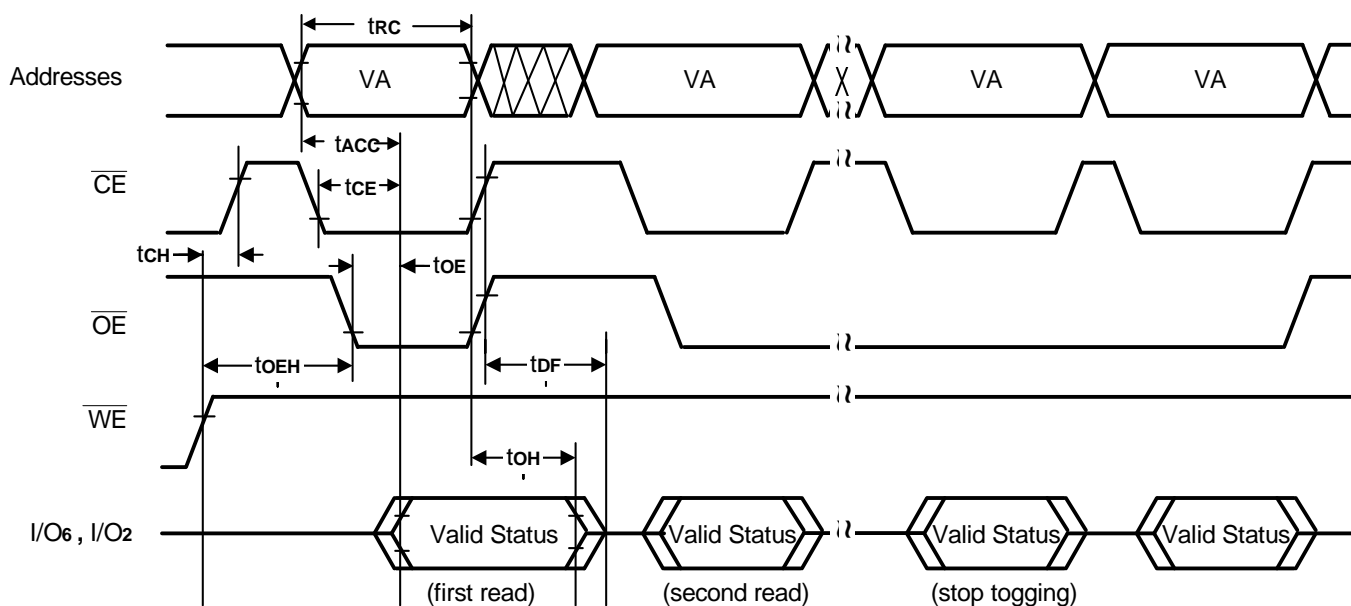 tRC
Addresses VA VA X VA VA
tACC
CE tCE
tCH tOE
OE
tOEH tDF
WE
tOH
I/O6 , I/O2 Valid Status Valid Status Valid Status Valid Status
(first read) (second read) (stop togging)